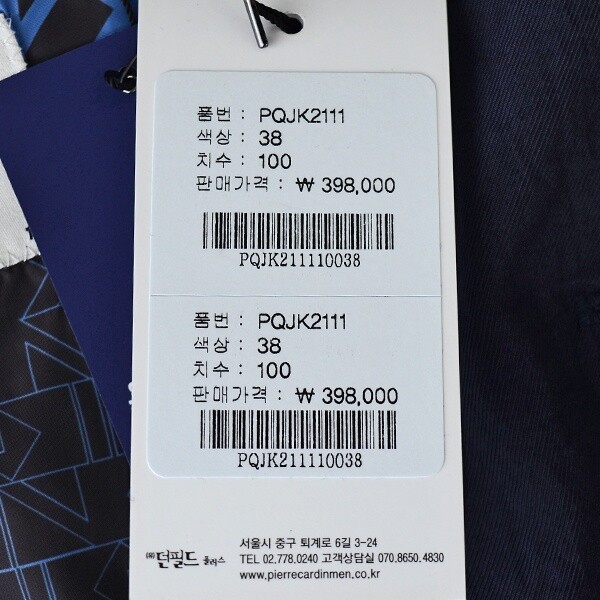 품번 : PQJK2111
색상 : 38
치수 : 100
판매가격 : ₩ 398,000
PQJK211110038
품번 : PQJK2111
색상 : 38
치수 : 100
판매가격 : ₩ 398,000
PQJK211110038
㈜던필드 플러스
서울시 중구 퇴계로 6길 3-24
TEL 02.778.0240 고객상담실 070.8650.4830
www.pierrecardinmen.co.kr